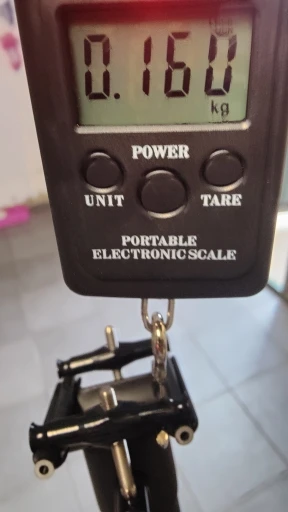 0.160
kg
POWER
UNIT TARE
PORTABLE
ELECTRONIC SCALE